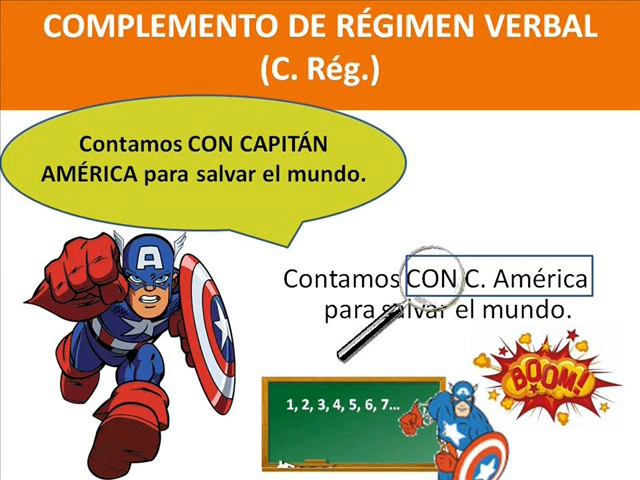 COMPLEMENTO DE RÉGIMEN VERBAL
(C. Rég.)
Contamos CON CAPITÁN
AMÉRICA para salvar el mundo.
A
Contamos CON C. América
para salvar el mundo.
BOOM!
1, 2, 3, 4, 5, 6, 7...